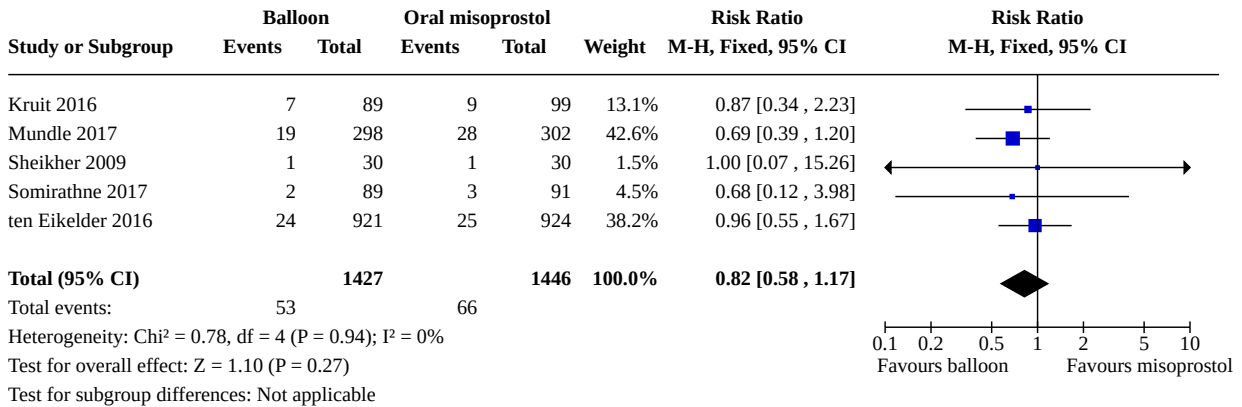 Balloon Oral misoprostol Risk Ratio Risk Ratio
Study or Subgroup Events Total Events Total Weight M-H, Fixed, 95% CI M-H, Fixed, 95% CI
Kruit 2016 7 89 9 99 13.1% 0.87 [0.34 , 2.23]
Mundle 2017 19 298 28 302 42.6% 0.69 [0.39 , 1.20]
Sheikher 2009 1 30 1 30 1.5% 1.00 [0.07 , 15.26]
Somirathne 2017 2 89 3 91 4.5% 0.68 [0.12 , 3.98]
ten Eikelder 2016 24 921 25 924 38.2% 0.96 [0.55 , 1.67]
Total (95% CI) 1427 1446 100.0% 0.82 [0.58 , 1.17]
Total events: 53 66
Heterogeneity: Chi² = 0.78, df = 4 (P = 0.94); I² = 0%
Test for overall effect: Z = 1.10 (P = 0.27)
Test for subgroup differences: Not applicable
0.1 0.2 0.5 1 2 5 10
Favours balloon Favours misoprostol